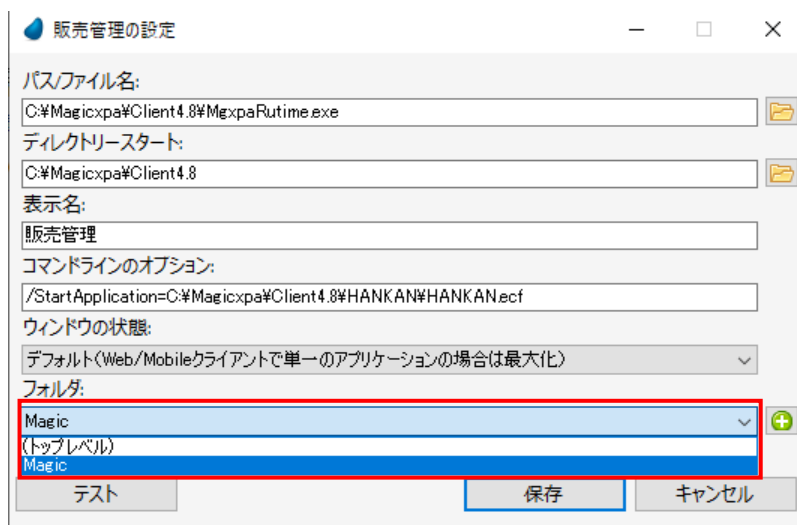 販売管理の設定
パス/ファイル名:
C:¥Magicxpa¥Client4.8¥MgxpaRutime.exe
ディレクトリースタート:
C:¥Magicxpa¥Client4.8
表示名:
販売管理
コマンドラインのオプション:
/StartApplication=C:¥Magicxpa¥Client4.8¥HANKAN¥HANKAN.ecf
ウィンドウの状態:
デフォルト(Web/Mobileクライアントで単一のアプリケーションの場合は最大化)
フォルダ:
Magic
(トップレベル)
Magic
テスト 保存 キャンセル